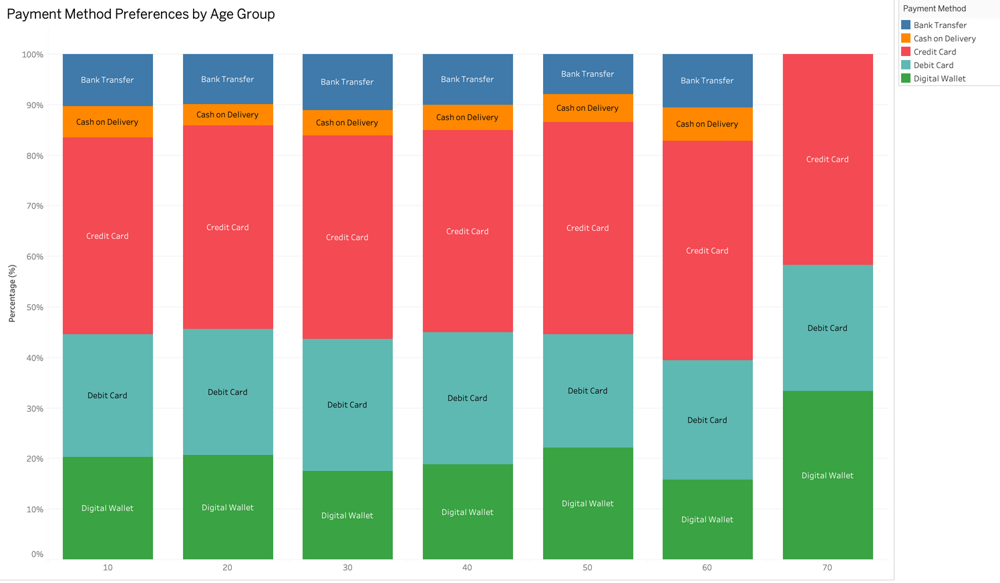 Payment Method Preferences by Age Group
Payment Method
Bank Transfer
Cash on Delivery
Credit Card
Debit Card
Digital Wallet
Percentage (%)
100%
90%
80%
70%
60%
50%
40%
30%
20%
10%
0%
Bank Transfer
Cash on Delivery
Credit Card
Debit Card
Digital Wallet
Bank Transfer
Cash on Delivery
Credit Card
Debit Card
Digital Wallet
Bank Transfer
Cash on Delivery
Credit Card
Debit Card
Digital Wallet
Bank Transfer
Cash on Delivery
Credit Card
Debit Card
Digital Wallet
Bank Transfer
Cash on Delivery
Credit Card
Debit Card
Digital Wallet
Bank Transfer
Cash on Delivery
Credit Card
Debit Card
Digital Wallet
Credit Card
Debit Card
Digital Wallet
10 20 30 40 50 60 70